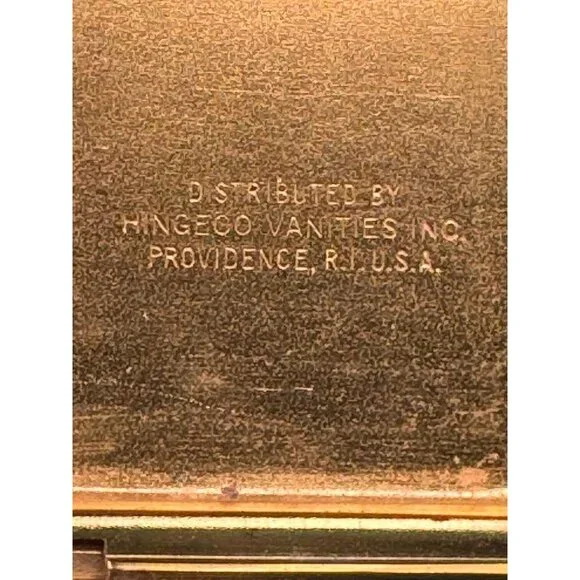 DISTRIBUTED BY
HINGECO VANITIES INC.
PROVIDENCE, R.I. U.S.A.